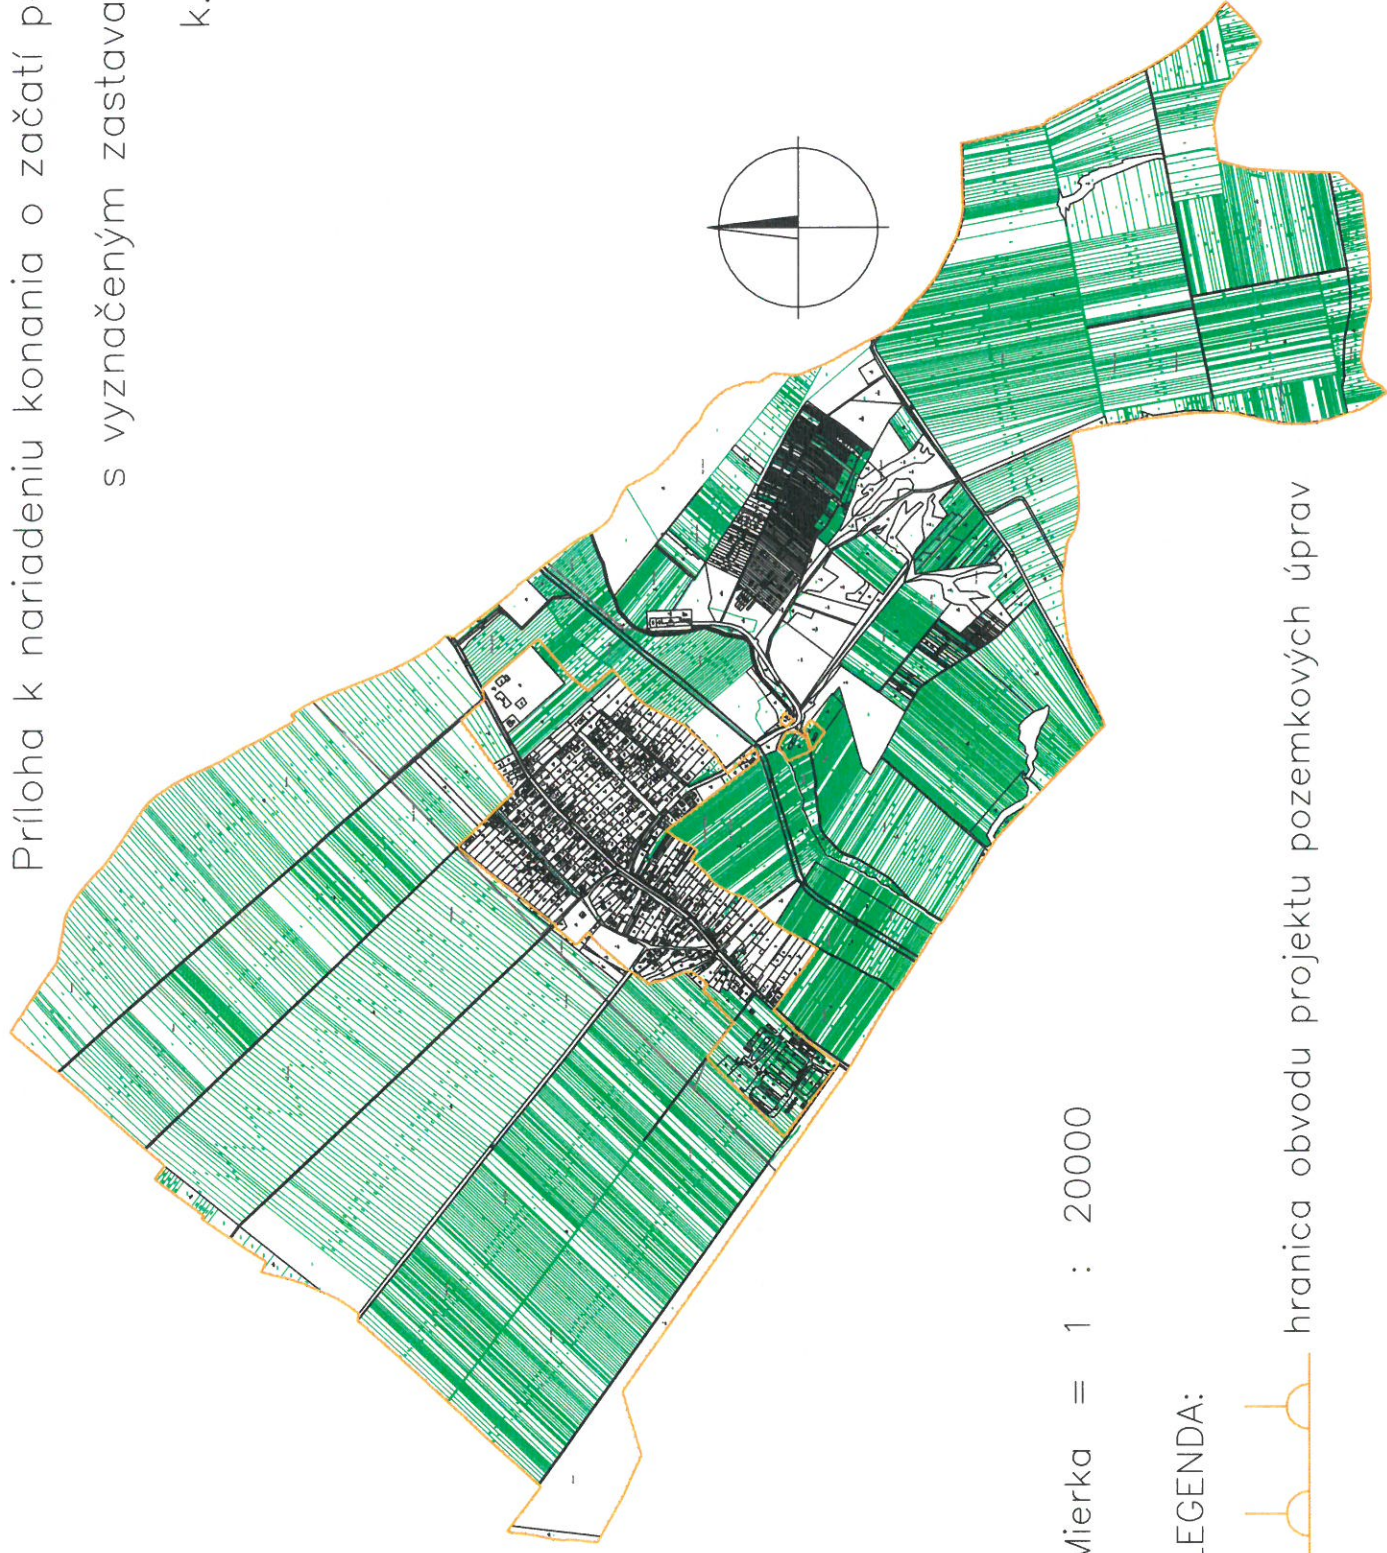 Príloha k nariadeniu konania o začatí p
s vyznačeným zastava
k.
Mierka = 1 : 20000
LEGENDA:
hranica obvodu projektu pozemkových úprav